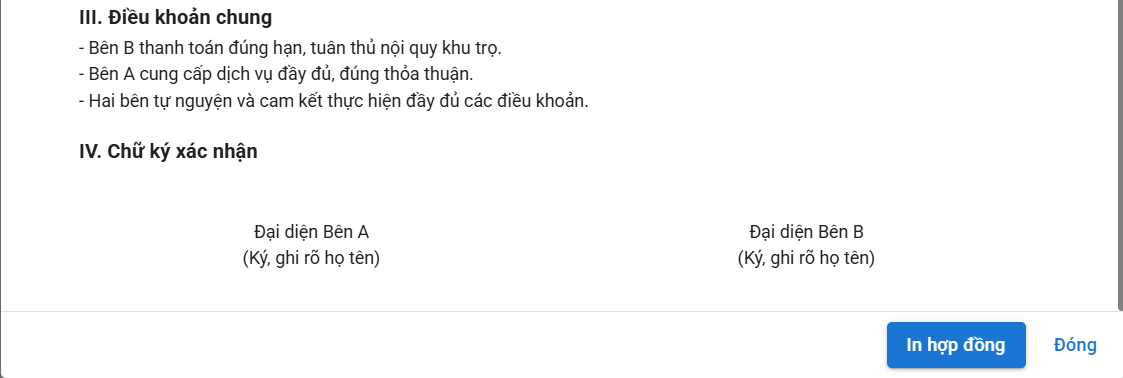 III. Điều khoản chung
- Bên B thanh toán đúng hạn, tuân thủ nội quy khu trọ.
- Bên A cung cấp dịch vụ đầy đủ, đúng thỏa thuận.
- Hai bên tự nguyện và cam kết thực hiện đầy đủ các điều khoản.
IV. Chữ ký xác nhận
Đại diện Bên A
(Ký, ghi rõ họ tên)
Đại diện Bên B
(Ký, ghi rõ họ tên)
In hợp đồng
Đóng